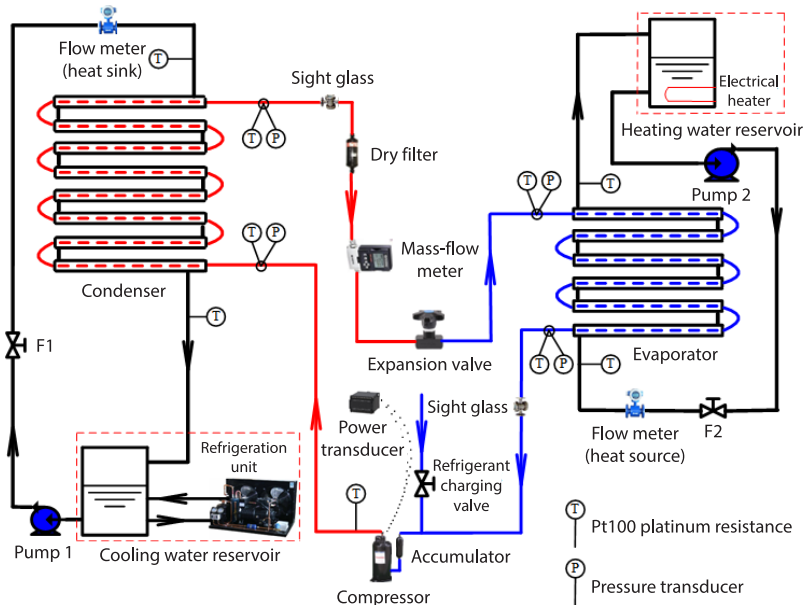 Flow meter
(heat sink)
T
Sight glass
T P
Dry filter
T P
Mass-flow
meter
Condenser
T
F1
Expansion valve
Electrical
heater
Heating water reservoir
Pump 2
T P
T
Evaporator
T P T
Sight glass
Flow meter
(heat source)
F2
Power
transducer
Refrigerant
charging
valve
Refrigeration
unit
T
Pump 1
Cooling water reservoir
Accumulator
Compressor
T Pt100 platinum resistance
P Pressure transducer